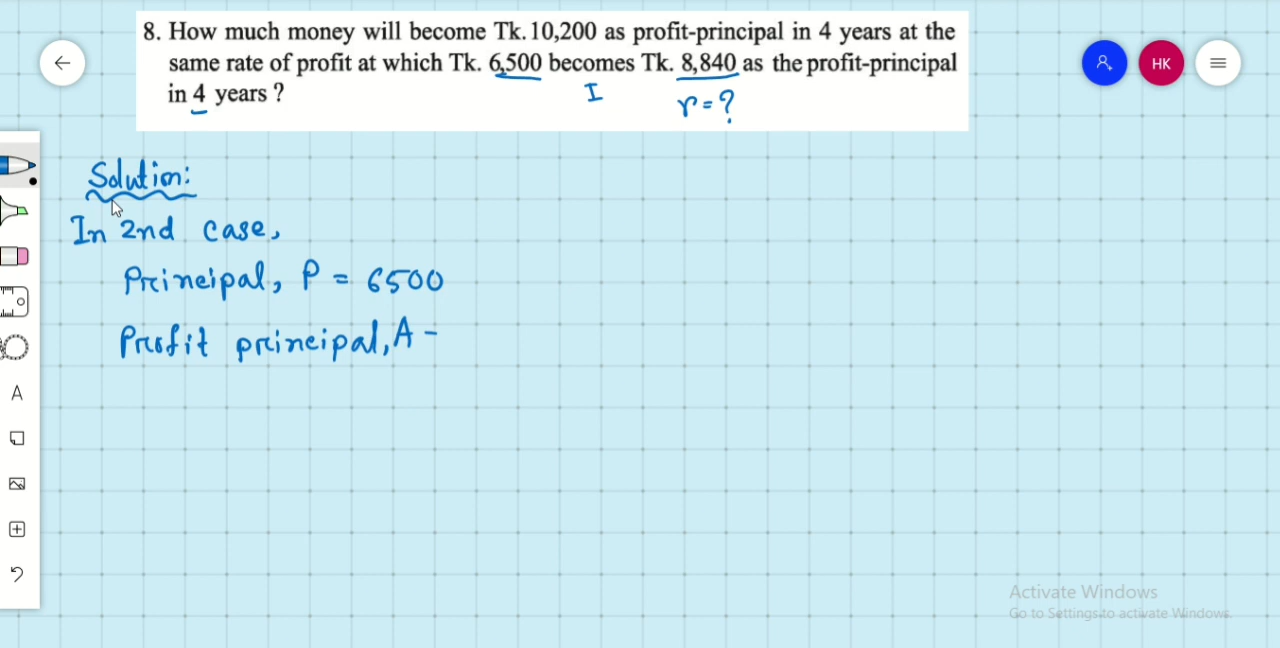 8. How much money will become Tk.10,200 as profit-principal in 4 years at the
same rate of profit at which Tk. 6,500 becomes Tk. 8,840 as the profit-principal
in 4 years ?
I
r = ?
HK
Solution:
In 2nd case,
Principal, P = 6500
Profit principal, A -
A
Activate Windows
Go to Settings to activate Windows.